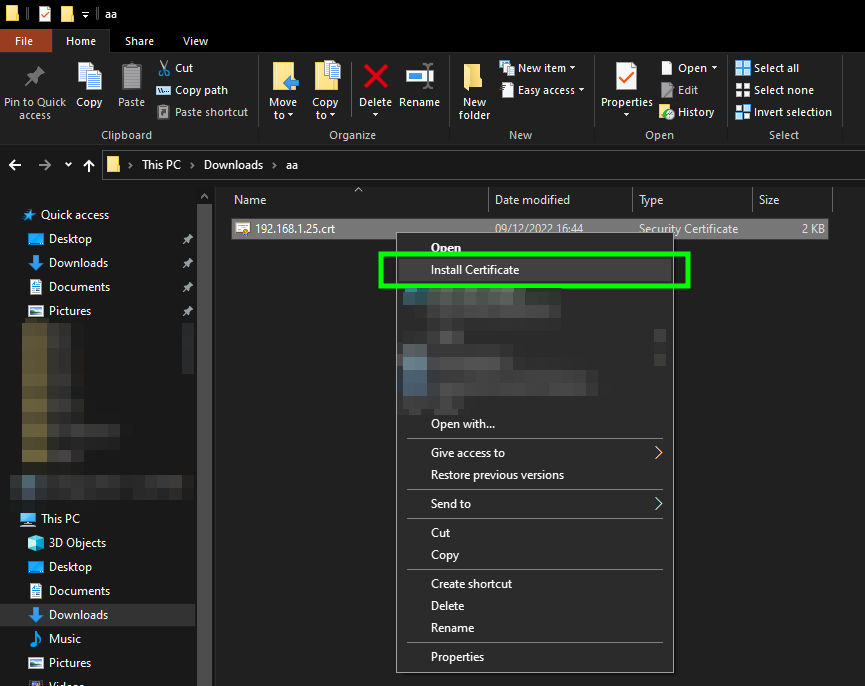 aa
File Home Share View
Pin to Quick
access
Copy
Paste
Cut
Copy path
Paste shortcut
Clipboard
Move
to
Copy
to
Delete
Rename
Organize
New
folder
New item
Easy access
New
Properties
Open
Edit
History
Open
Select all
Select none
Invert selection
Select
This PC > Downloads > aa
Quick access
Desktop
Downloads
Documents
Pictures
This PC
3D Objects
Desktop
Documents
Downloads
Music
Pictures
Videos
Name Date modified Type Size
192.168.1.25.crt 09/12/2022 16:44 Security Certificate 2 KB
Open
Install Certificate
Open with...
Give access to
Restore previous versions
Send to
Cut
Copy
Create shortcut
Delete
Rename
Properties